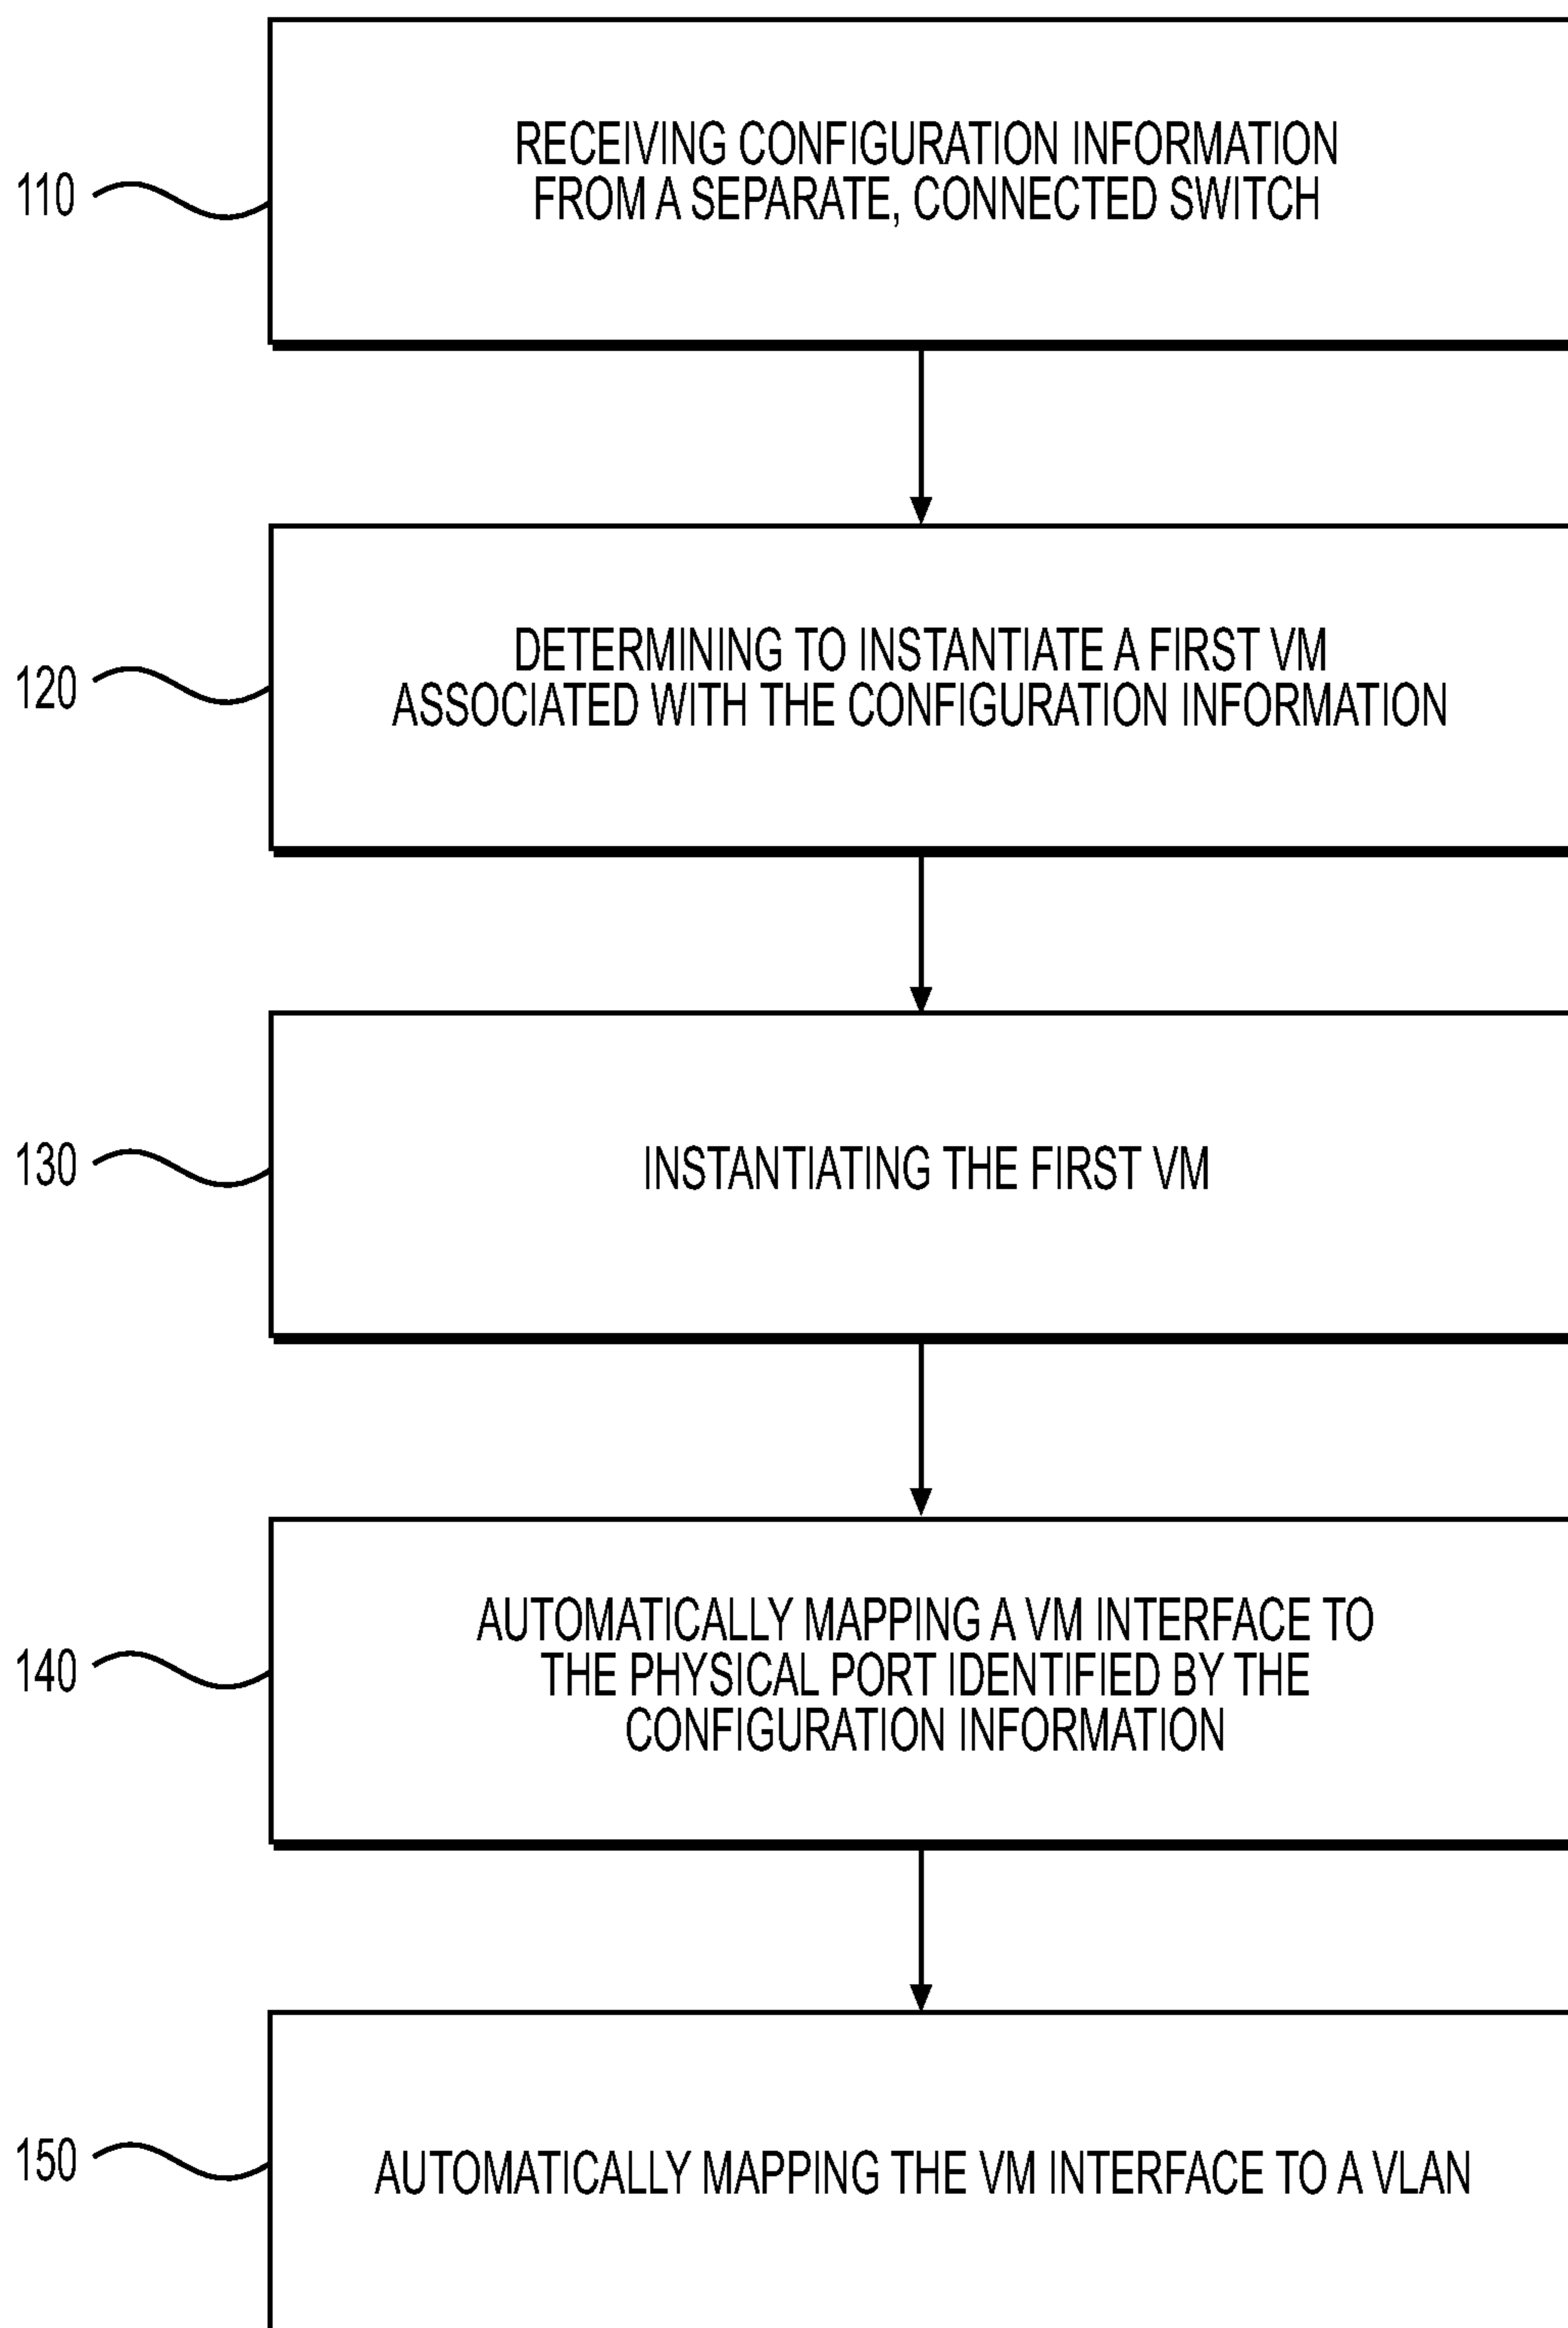 110
RECEIVING CONFIGURATION INFORMATION
FROM A SEPARATE, CONNECTED SWITCH
120
DETERMINING TO INSTANTIATE A FIRST VM
ASSOCIATED WITH THE CONFIGURATION INFORMATION
130
INSTANTIATING THE FIRST VM
140
AUTOMATICALLY MAPPING A VM INTERFACE TO
THE PHYSICAL PORT IDENTIFIED BY THE
CONFIGURATION INFORMATION
150
AUTOMATICALLY MAPPING THE VM INTERFACE TO A VLAN